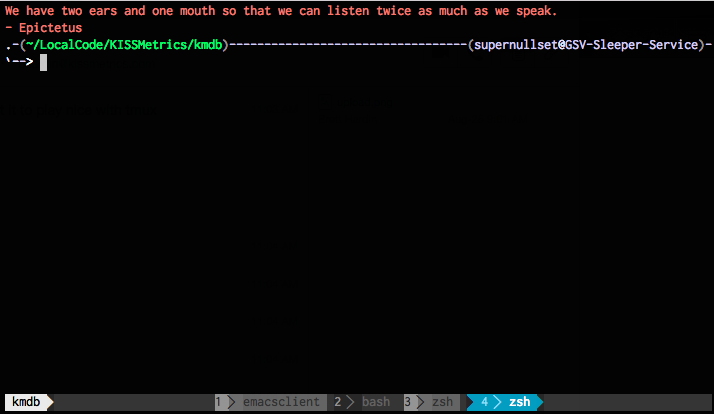 We have two ears and one mouth so that we can listen twice as much as we speak.
- Epictetus
.-(~/LocalCode/KISSMetrics/kmdb)----------------------------------(supernullset@GSV-Sleeper-Service)-
`-->
kmdb 1 emacsclient 2 bash 3 zsh 4 zsh